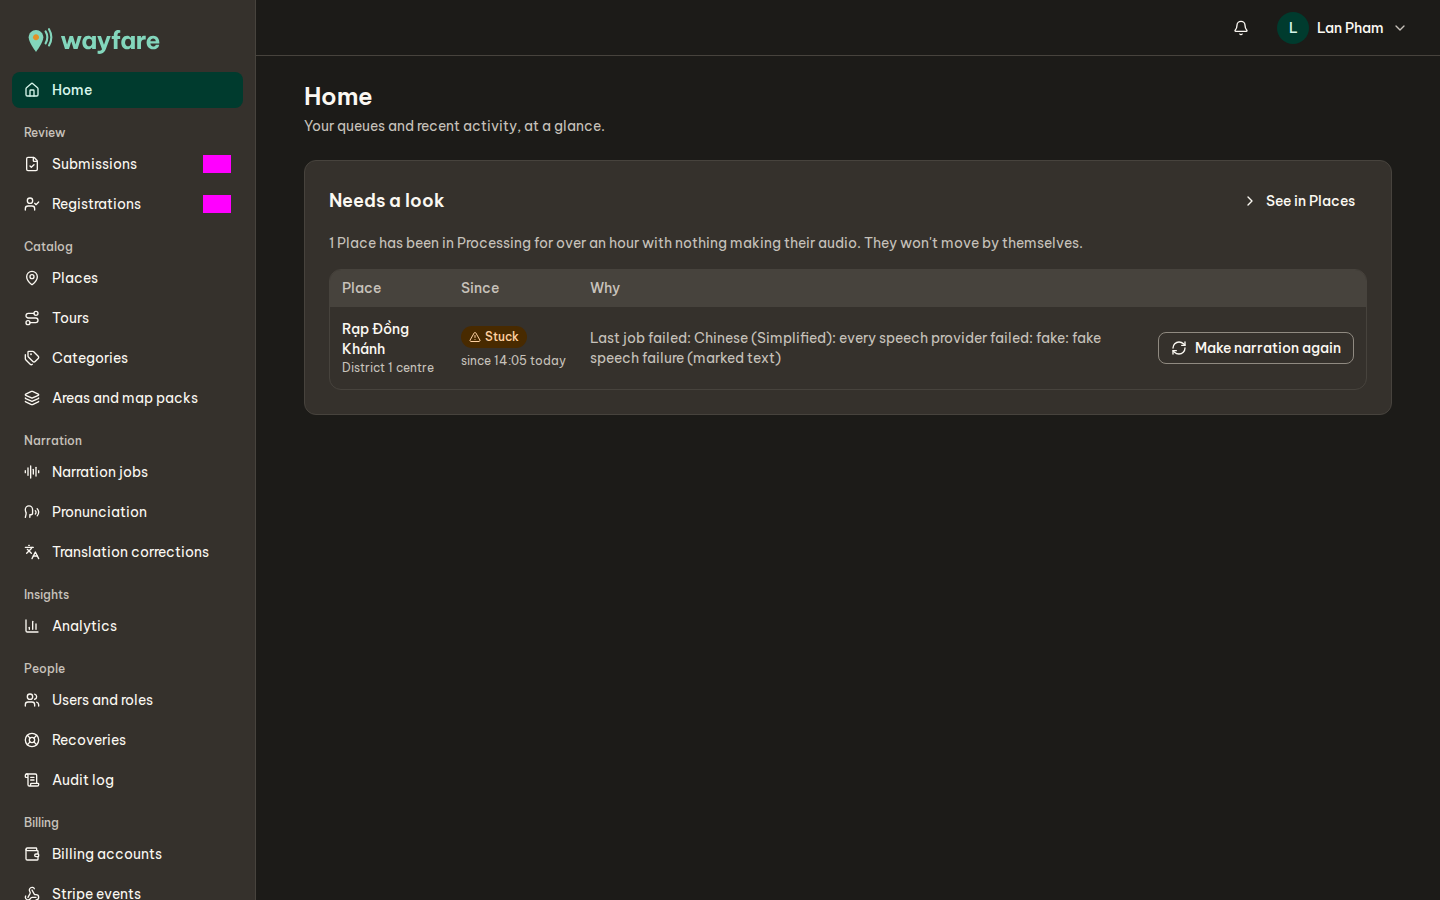 wayfare
L
Lan Pham
Home
Review
Submissions
Registrations
Catalog
Places
Tours
Categories
Areas and map packs
Narration
Narration jobs
Pronunciation
Translation corrections
Insights
Analytics
People
Users and roles
Recoveries
Audit log
Billing
Billing accounts
Stripe events
Home
Your queues and recent activity, at a glance.
Needs a look
See in Places
1 Place has been in Processing for over an hour with nothing making their audio. They won't move by themselves.
Place Since Why
Rạp Đồng
Khánh
District 1 centre
Stuck
since 14:05 today
Last job failed: Chinese (Simplified): every speech provider failed: fake: fake
speech failure (marked text)
Make narration again